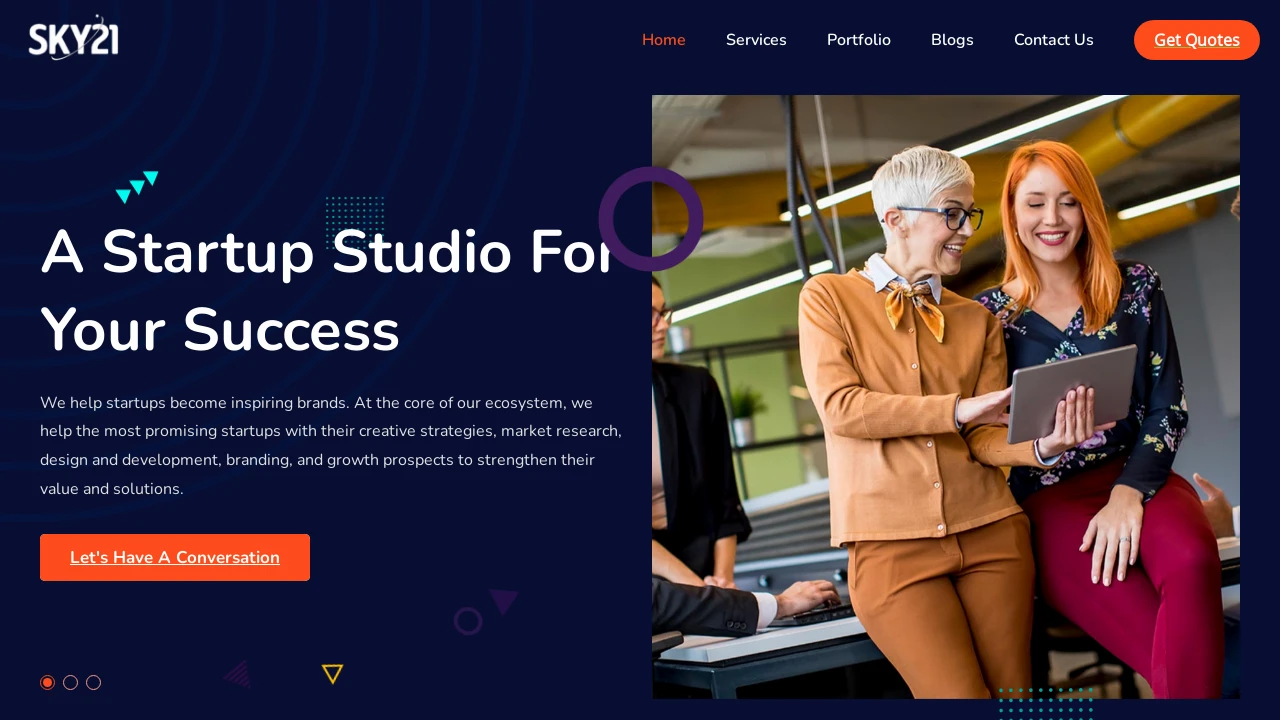 SKY21
Home
Services
Portfolio
Blogs
Contact Us
Get Quotes
A Startup Studio For
Your Success
We help startups become inspiring brands. At the core of our ecosystem, we
help the most promising startups with their creative strategies, market research,
design and development, branding, and growth prospects to strengthen their
value and solutions.
Let's Have A Conversation